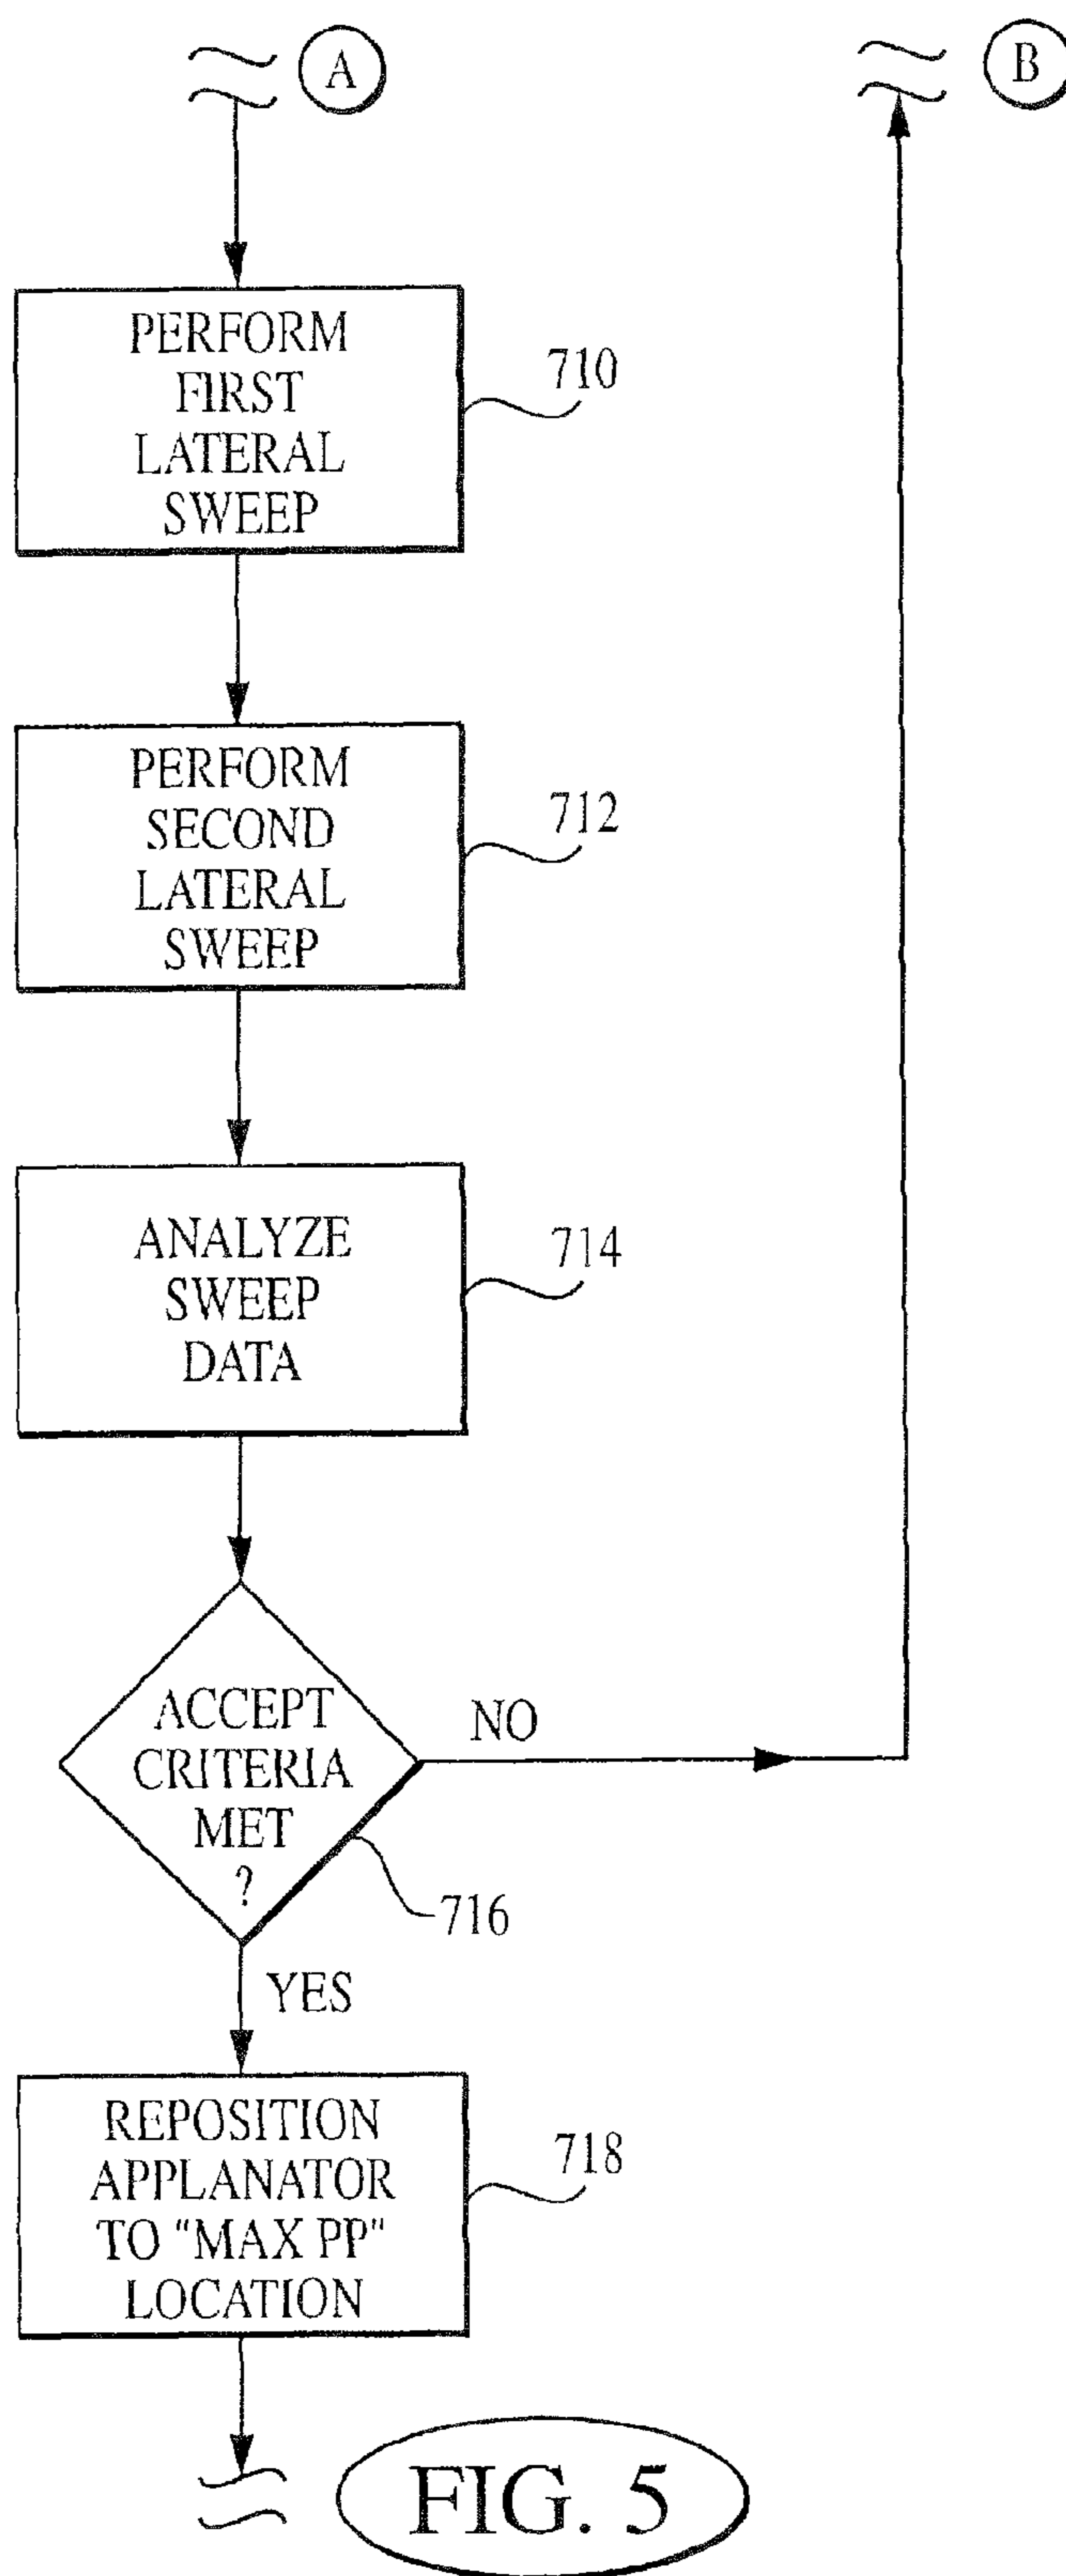 A
B
PERFORM
FIRST
LATERAL
SWEEP
710
PERFORM
SECOND
LATERAL
SWEEP
712
ANALYZE
SWEEP
DATA
714
ACCEPT
CRITERIA
MET
?
NO
716
YES
REPOSITION
APPLANATOR
TO "MAX PP"
LOCATION
718
FIG. 5